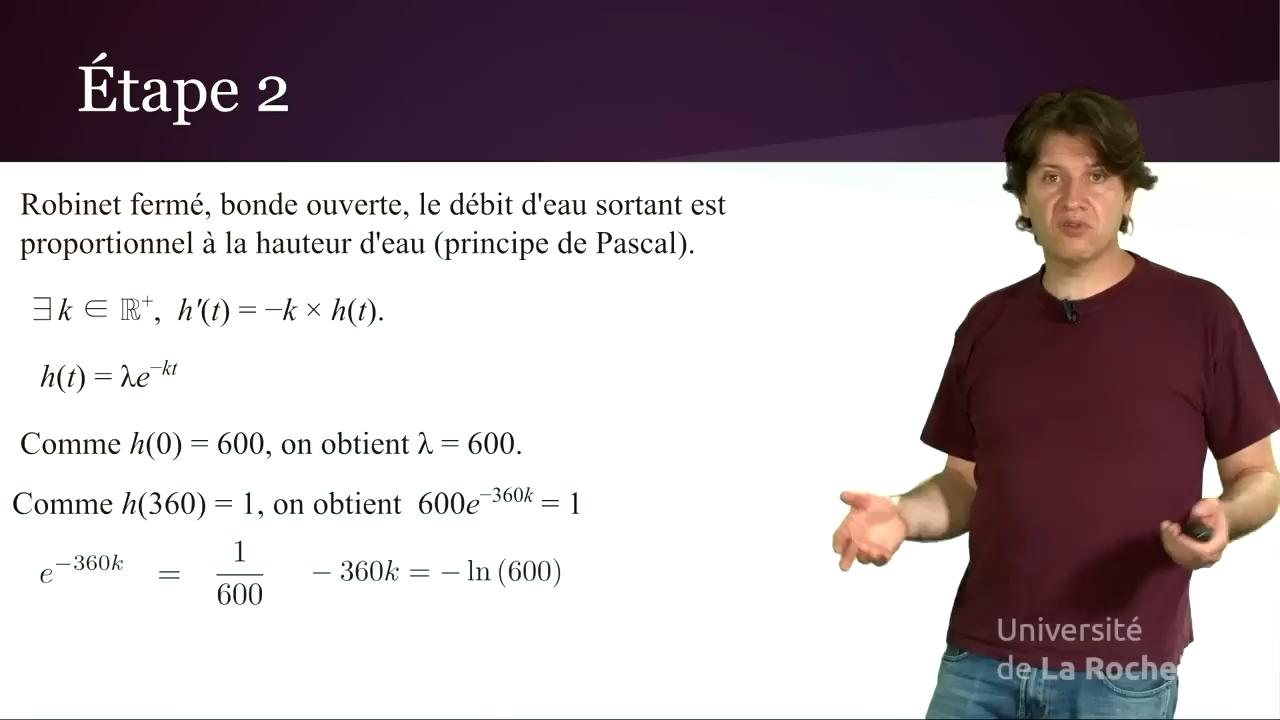 Étape 2
Robinet fermé, bonde ouverte, le débit d'eau sortant est
proportionnel à la hauteur d'eau (principe de Pascal).
∃ k ∈ ℝ⁺, h'(t) = −k × h(t).
h(t) = λe^{−kt}
Comme h(0) = 600, on obtient λ = 600.
Comme h(360) = 1, on obtient 600e^{−360k} = 1
e^{−360k} = 1/600 − 360k = − ln (600)
Université
de La Roche